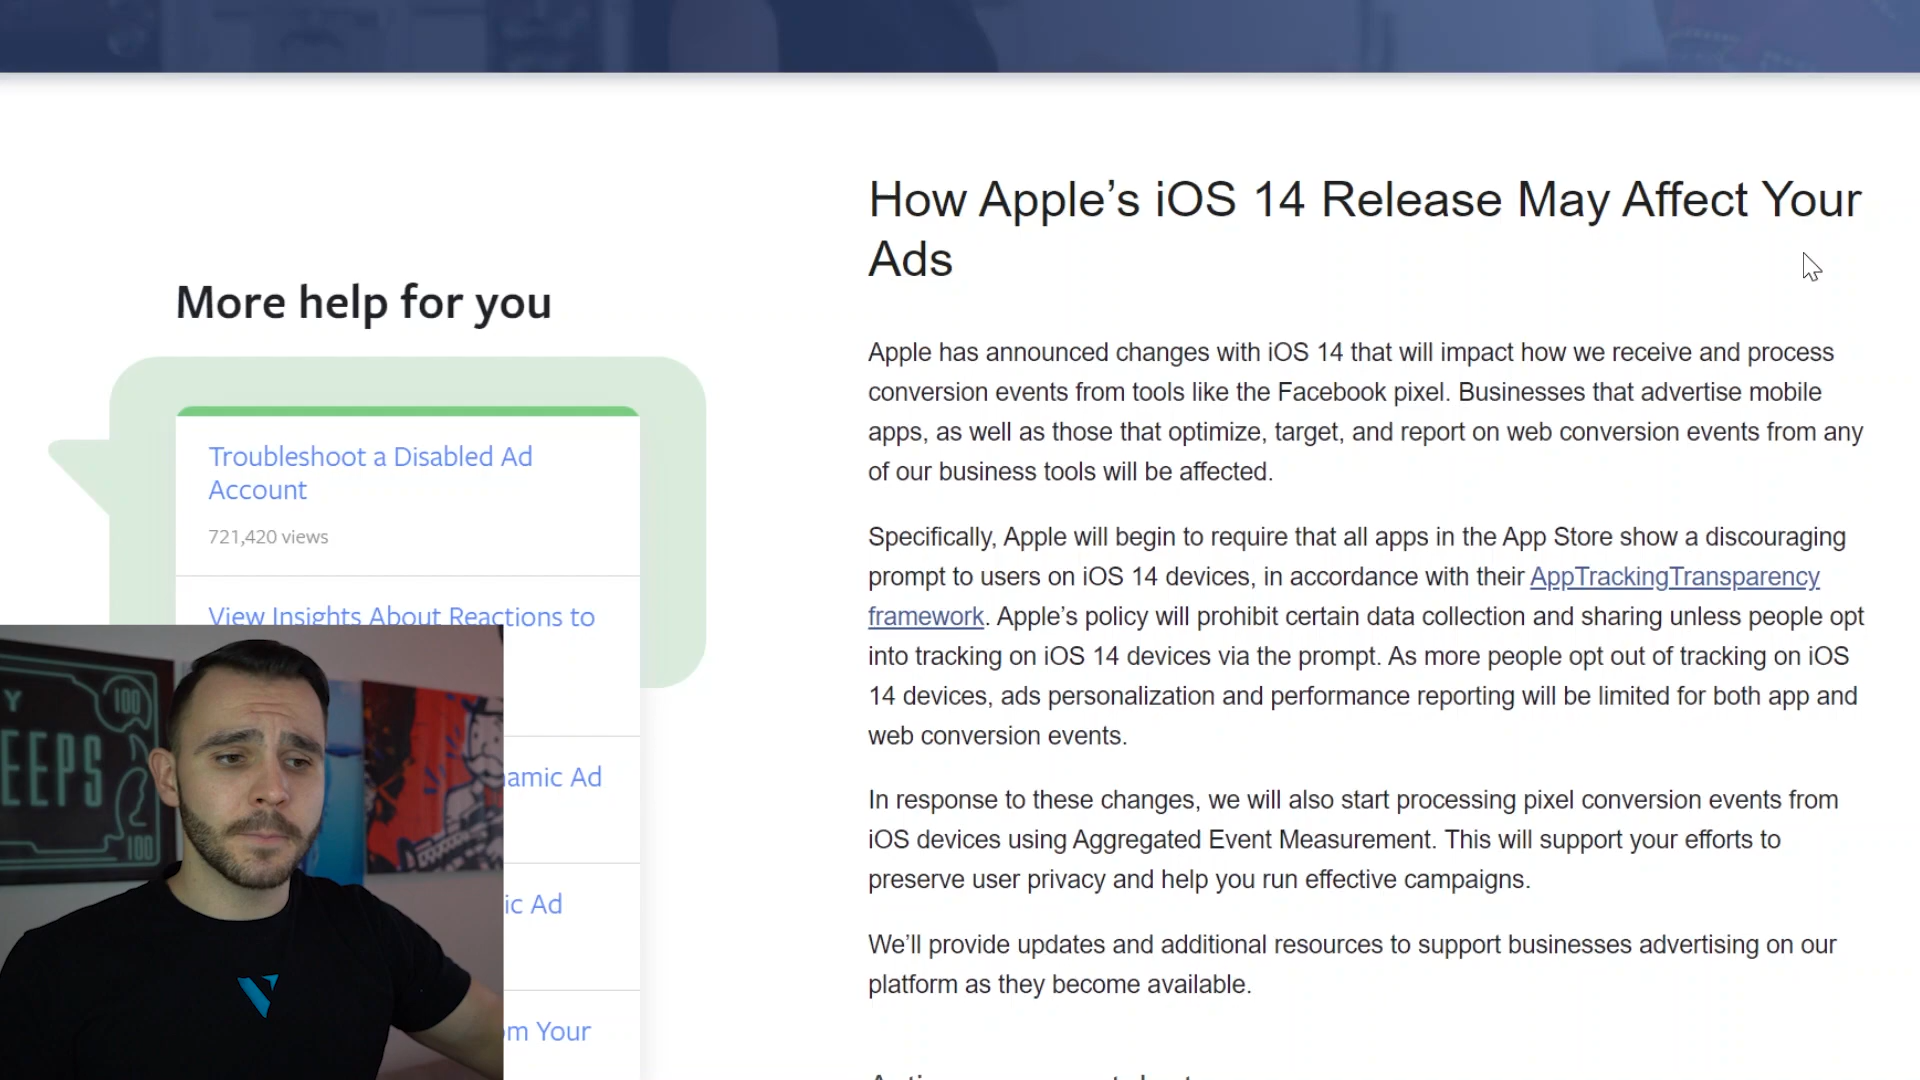 How Apple’s iOS 14 Release May Affect Your
Ads
Apple has announced changes with iOS 14 that will impact how we receive and process
conversion events from tools like the Facebook pixel. Businesses that advertise mobile
apps, as well as those that optimize, target, and report on web conversion events from any
of our business tools will be affected.
Specifically, Apple will begin to require that all apps in the App Store show a discouraging
prompt to users on iOS 14 devices, in accordance with their AppTrackingTransparency
framework. Apple’s policy will prohibit certain data collection and sharing unless people opt
into tracking on iOS 14 devices via the prompt. As more people opt out of tracking on iOS
14 devices, ads personalization and performance reporting will be limited for both app and
web conversion events.
In response to these changes, we will also start processing pixel conversion events from
iOS devices using Aggregated Event Measurement. This will support your efforts to
preserve user privacy and help you run effective campaigns.
We’ll provide updates and additional resources to support businesses advertising on our
platform as they become available.
More help for you
Troubleshoot a Disabled Ad
Account
721,420 views
View Insights About Reactions to
Ad
Ad
Your
Y
100
EEPS
100